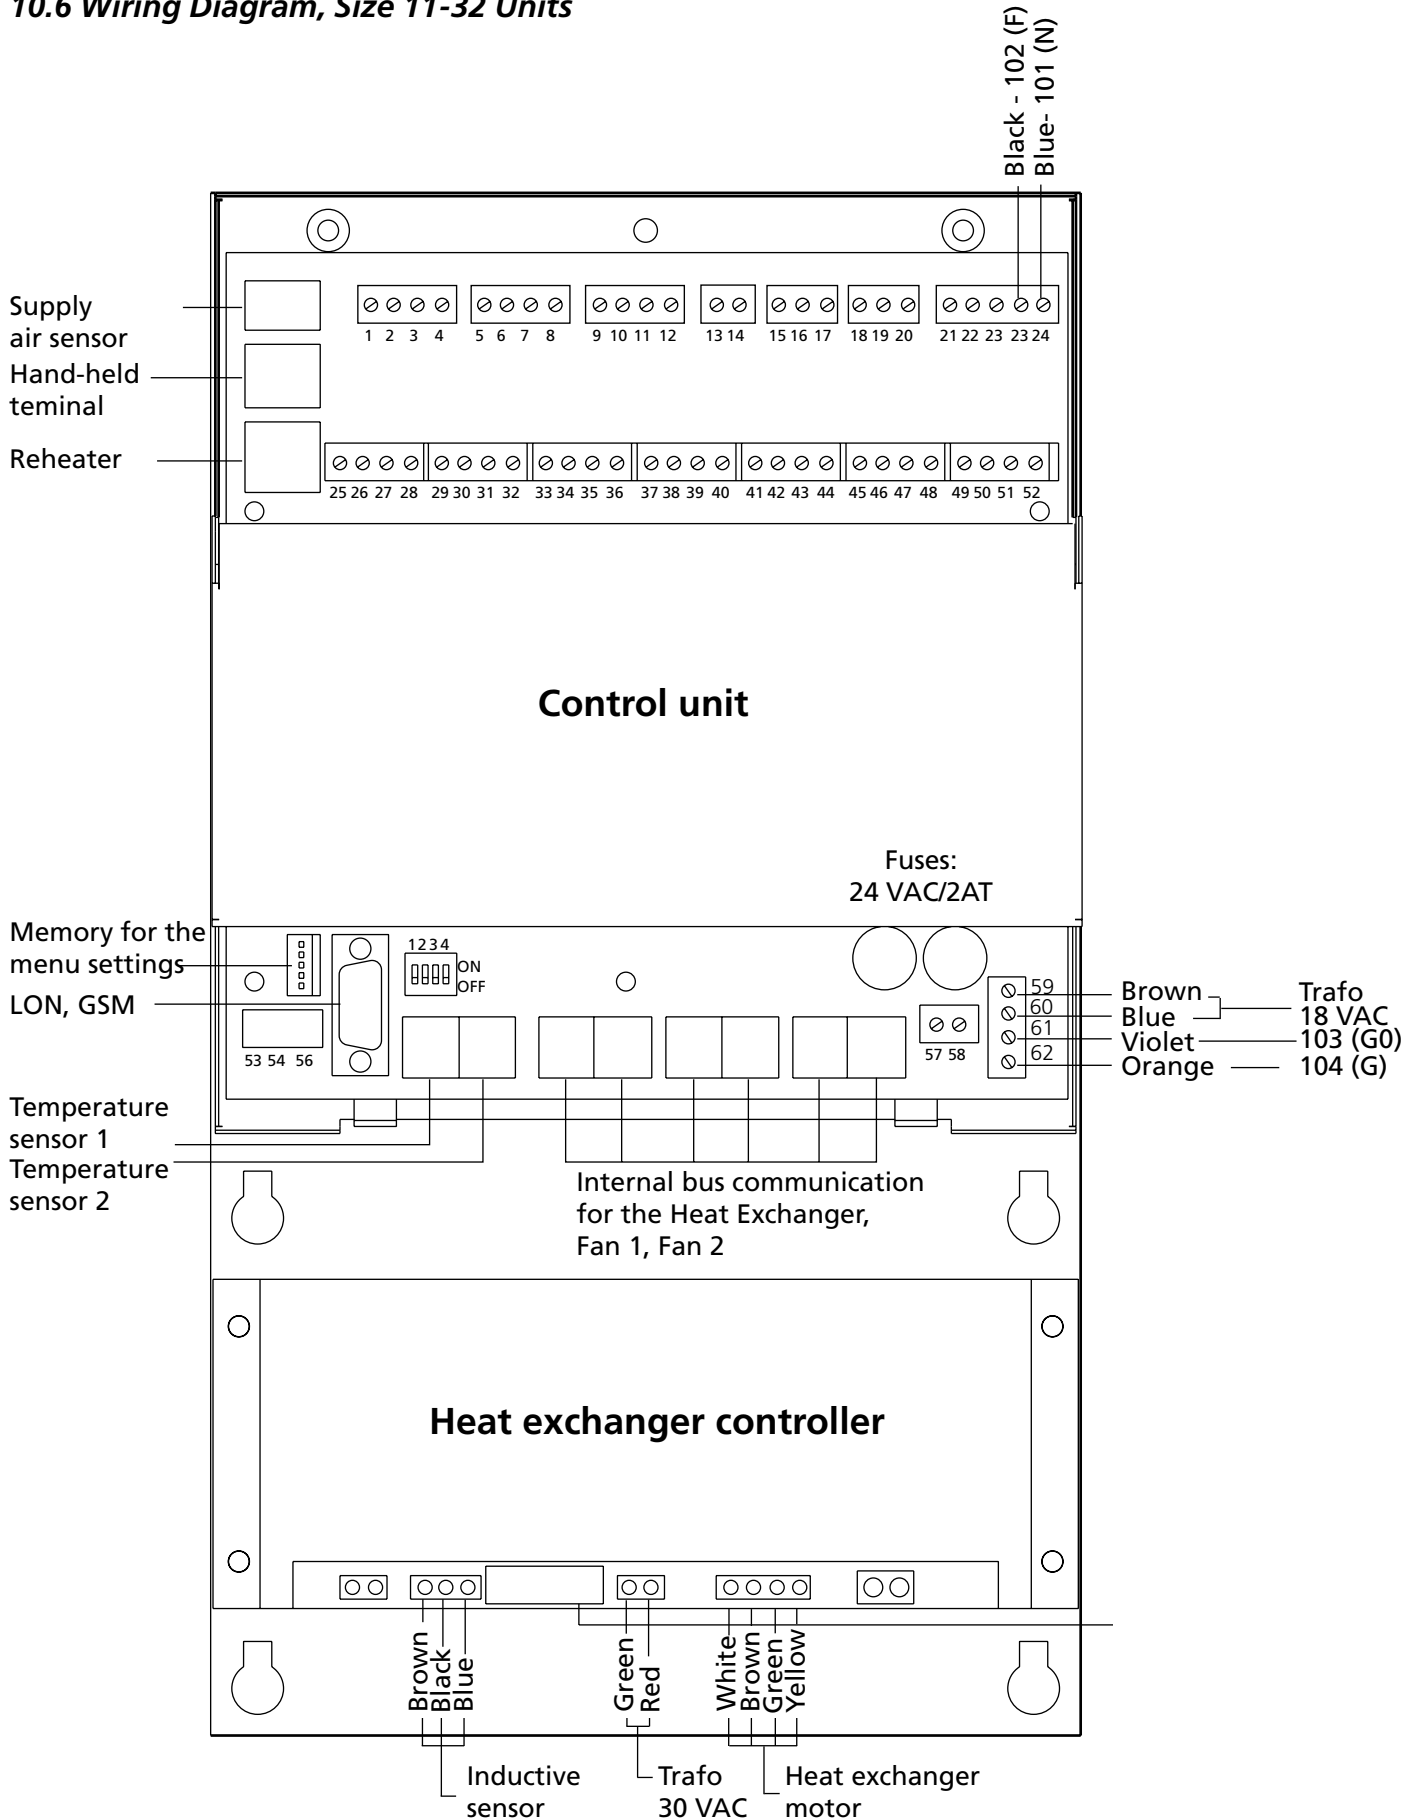 10.6 Wiring Diagram, Size 11-32 Units
Black - 102 (F)
Blue- 101 (N)
Supply
air sensor
Hand-held
teminal
Reheater
1 2 3 4 5 6 7 8 9 10 11 12 13 14 15 16 17 18 19 20 21 22 23 23 24
25 26 27 28 29 30 31 32 33 34 35 36 37 38 39 40 41 42 43 44 45 46 47 48 49 50 51 52
Control unit
Fuses:
24 VAC/2AT
Memory for the
menu settings
LON, GSM
1 2 3 4
ON
OFF
53 54 56
57 58
59
60
61
62
Brown
Blue
Violet
Orange
Trafo
18 VAC
103 (G0)
104 (G)
Temperature
sensor 1
Temperature
sensor 2
Internal bus communication
for the Heat Exchanger,
Fan 1, Fan 2
Heat exchanger controller
Brown
Black
Blue
Green
Red
White
Brown
Green
Yellow
Inductive
sensor
Trafo
30 VAC
Heat exchanger
motor